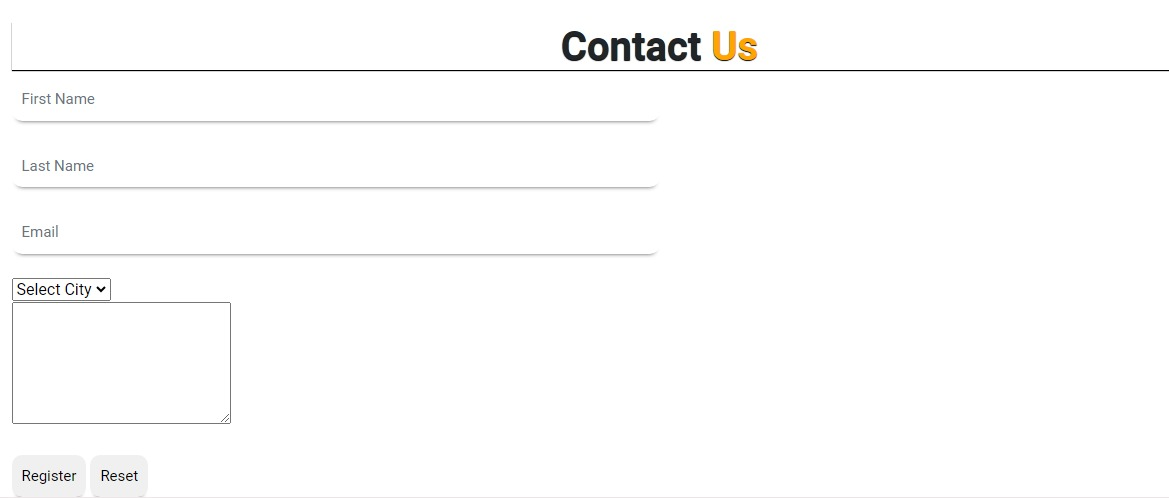 Contact Us
First Name
Last Name
Email
Select City
Register Reset